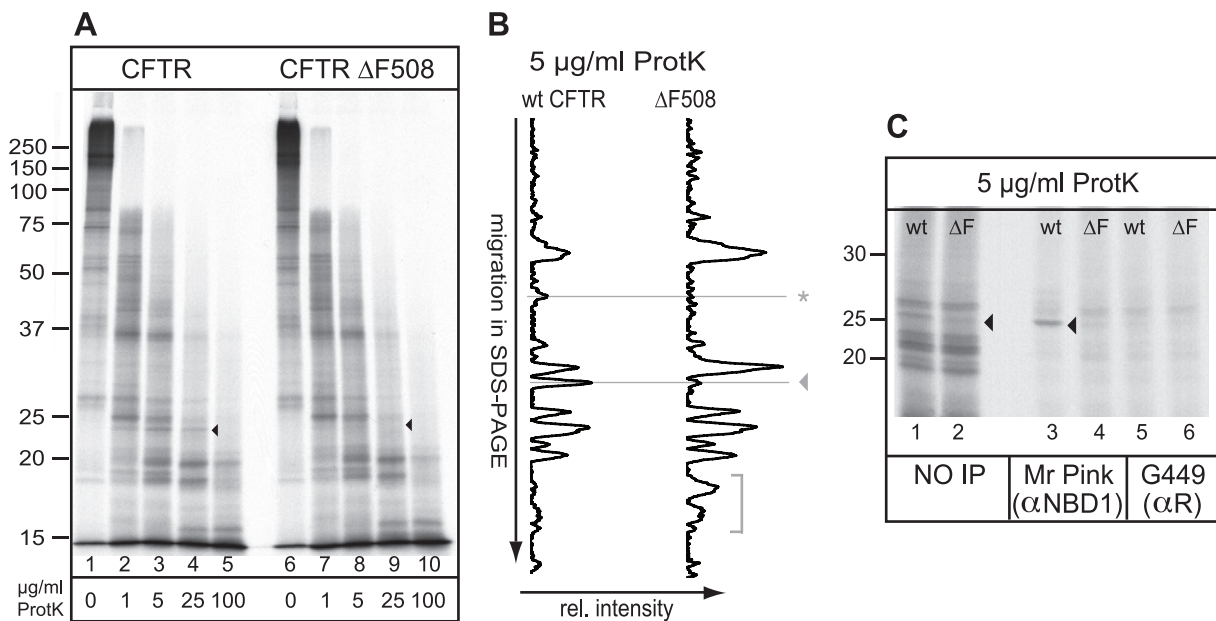 A
CFTR CFTR ΔF508
250
150
100
75
50
37
25
20
15
1 2 3 4 5 6 7 8 9 10
µg/ml ProtK 0 1 5 25 100 0 1 5 25 100
B
5 µg/ml ProtK
wt CFTR ΔF508
migration in SDS-PAGE
*
rel. intensity
C
5 µg/ml ProtK
wt ΔF wt ΔF wt ΔF
30
25
20
1 2 3 4 5 6
NO IP Mr Pink G449
(αNBD1) (αR)